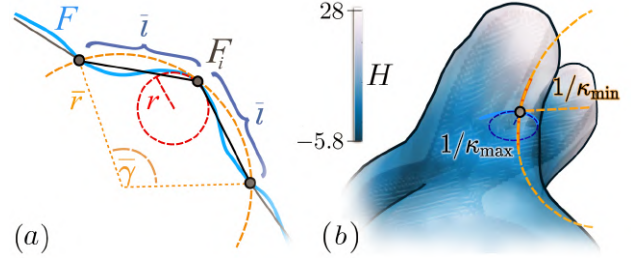 F
l̄
F_i
r̄
r
l̄
γ̄
(a)
28
H
−5.8
1/κ_min
1/κ_max
(b)